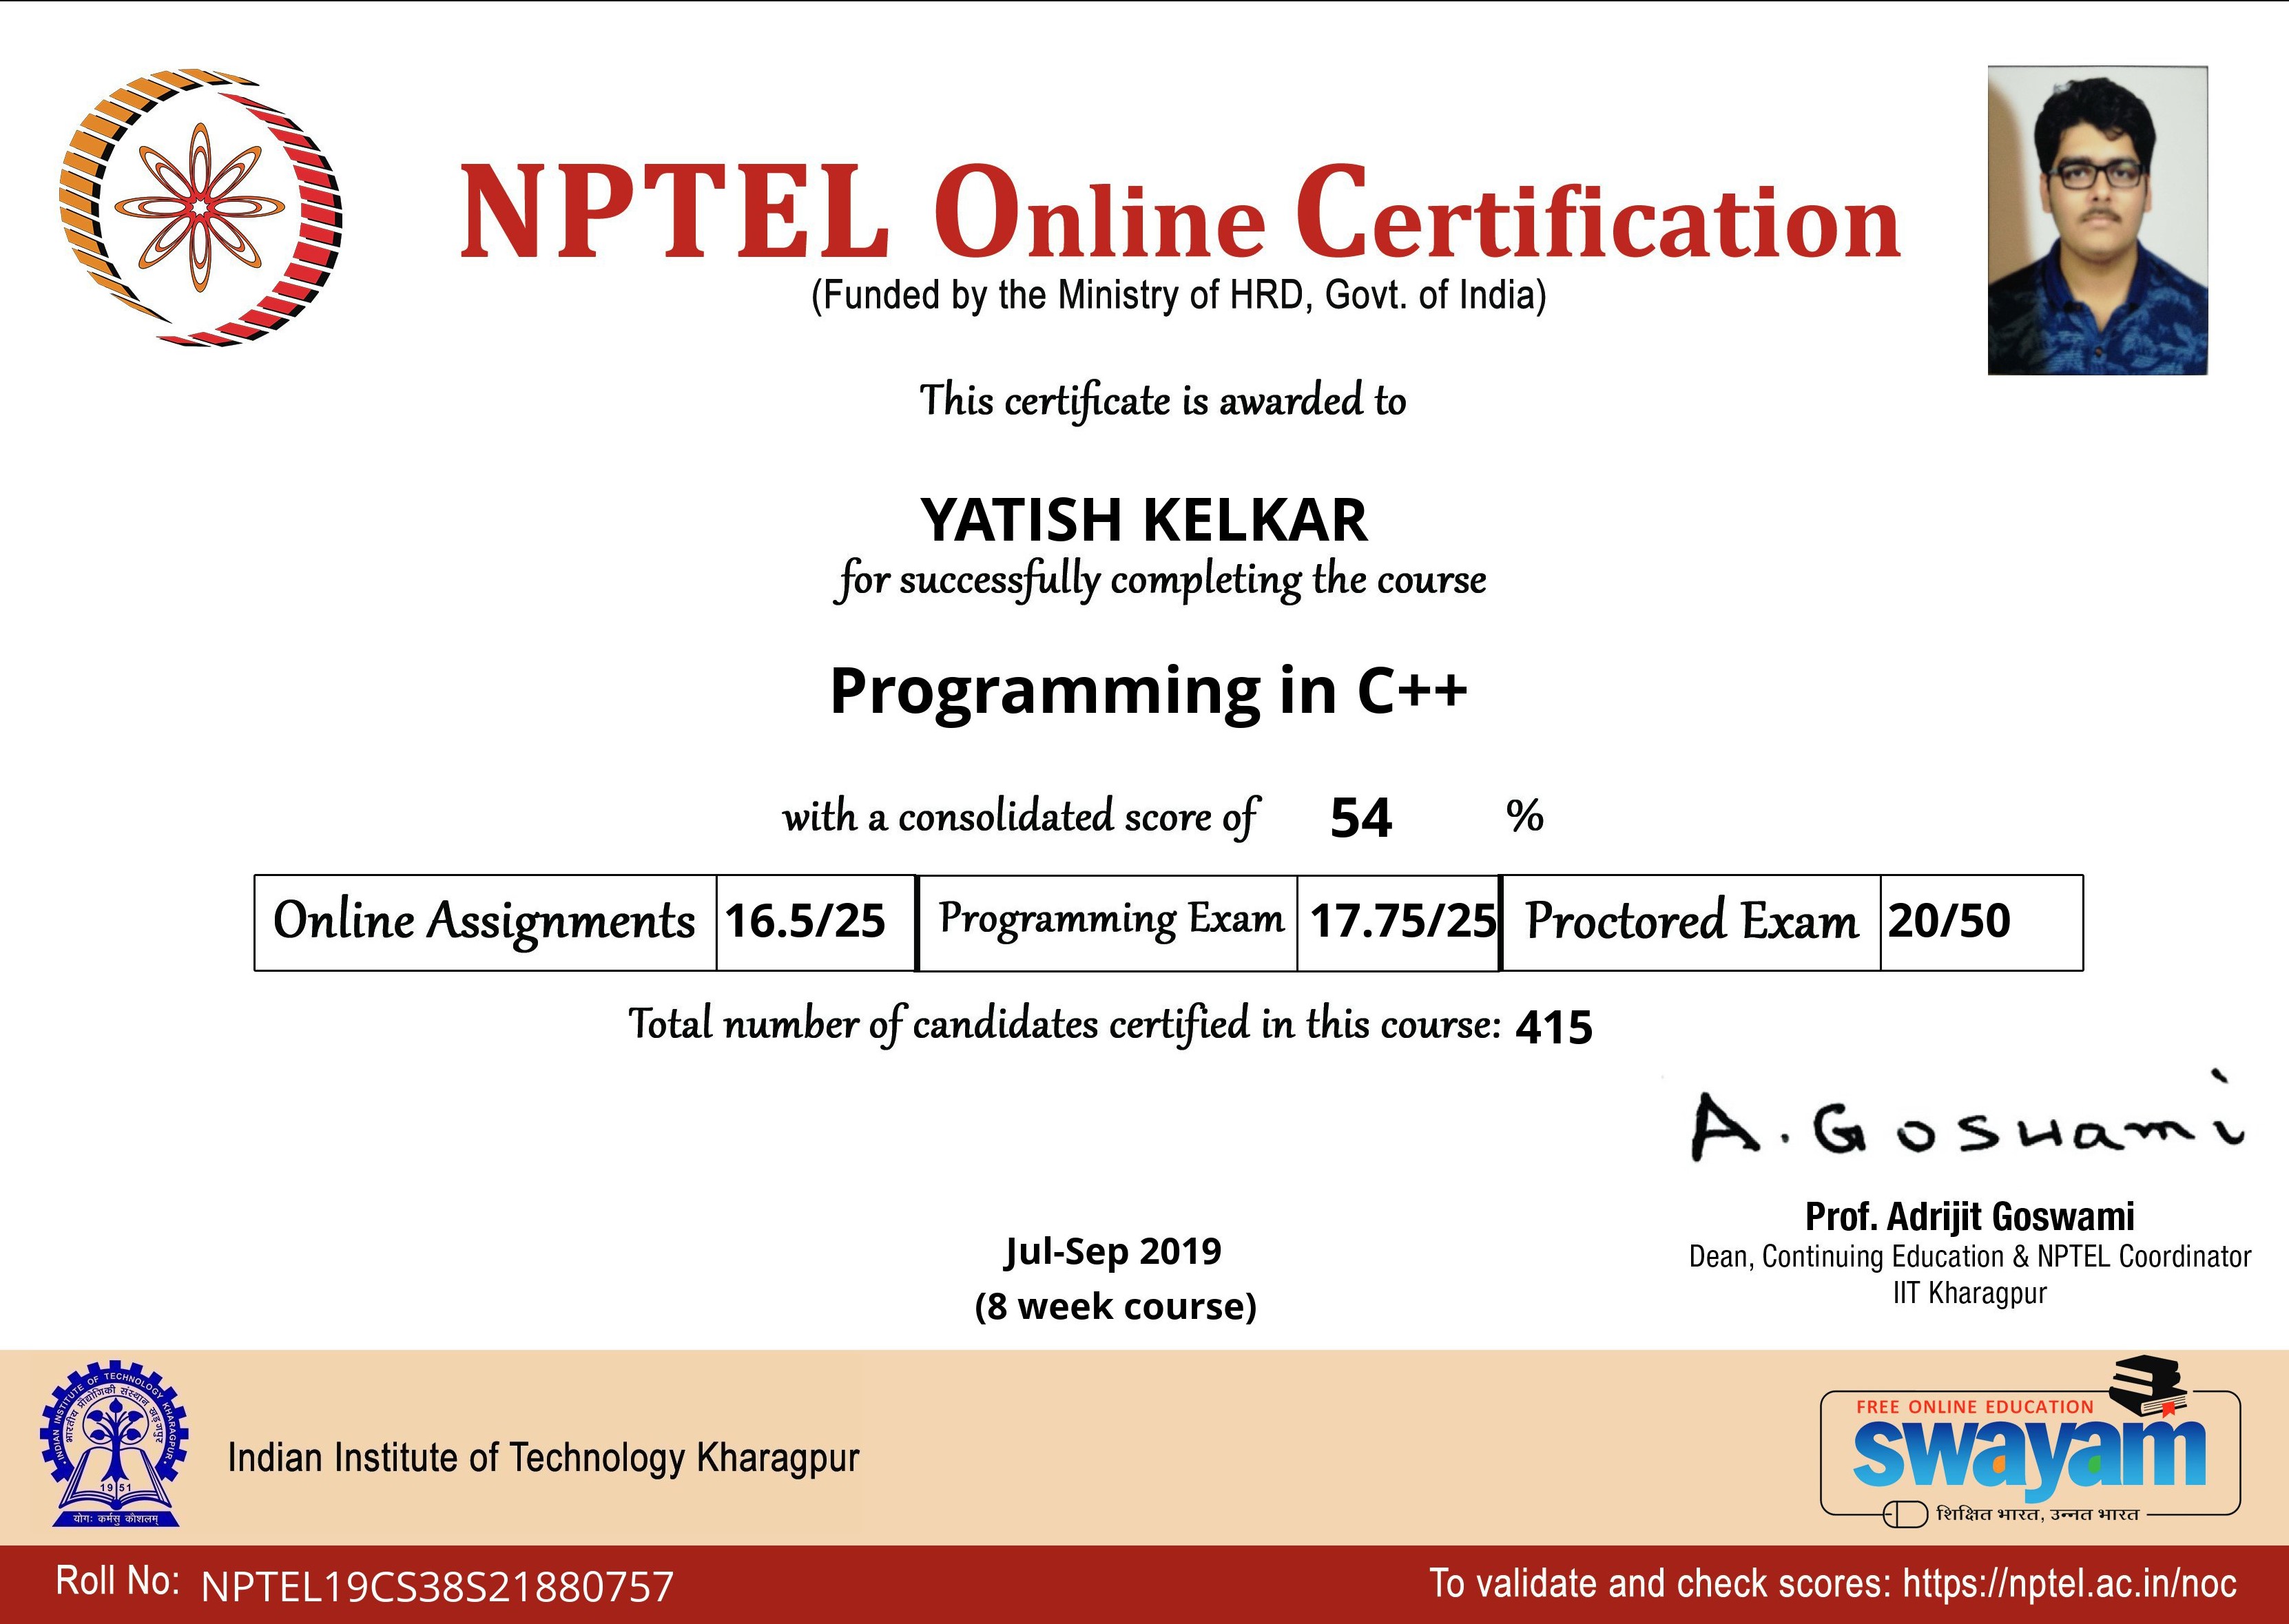 NPTEL Online Certification
(Funded by the Ministry of HRD, Govt. of India)
This certificate is awarded to
YATISH KELKAR
for successfully completing the course
Programming in C++
with a consolidated score of 54 %
Online Assignments 16.5/25 Programming Exam 17.75/25 Proctored Exam 20/50
Total number of candidates certified in this course: 415
A. Goswami
Prof. Adrijit Goswami
Dean, Continuing Education & NPTEL Coordinator
IIT Kharagpur
Jul-Sep 2019
(8 week course)
INDIAN INSTITUTE OF TECHNOLOGY KHARAGPUR
भारतीय प्रौद्योगिकी संस्थान खड़गपुर
1951
योगः कर्मसु कौशलम्
Indian Institute of Technology Kharagpur
FREE ONLINE EDUCATION
swayam
शिक्षित भारत, उन्नत भारत
Roll No: NPTEL19CS38S21880757
To validate and check scores: https://nptel.ac.in/noc